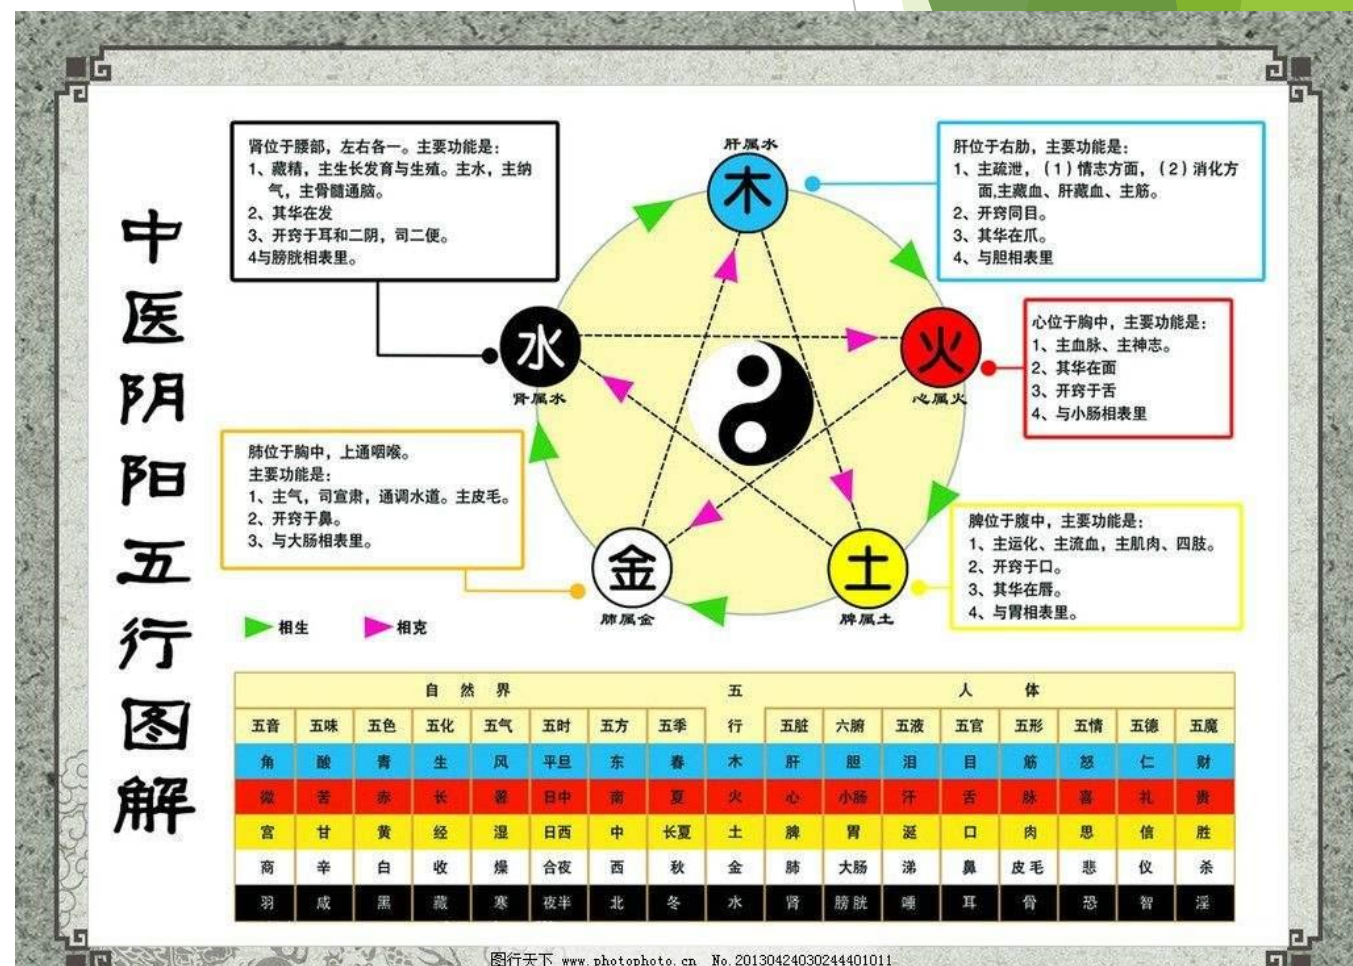 中医阴阳五行图解
肾位于腰部，左右各一。主要功能是：
1、藏精，主生长发育与生殖。主水，主纳
气，主骨髓通脑。
2、其华在发
3、开窍于耳和二阴，司二便。
4与膀胱相表里。
肝属水
木
肝位于右肋，主要功能是：
1、主疏泄，(1)情志方面，(2)消化方
面,主藏血、肝藏血、主筋。
2、开窍同目。
3、其华在爪。
4、与胆相表里
水
肾属水
火
心属火
心位于胸中，主要功能是：
1、主血脉、主神志。
2、其华在面
3、开窍于舌
4、与小肠相表里
肺位于胸中，上通咽喉。
主要功能是：
1、主气，司宣肃，通调水道。主皮毛。
2、开窍于鼻。
3、与大肠相表里。
金
肺属金
土
脾属土
脾位于腹中，主要功能是：
1、主运化、主流血，主肌肉、四肢。
2、开窍于口。
3、其华在唇。
4、与胃相表里。
相生 相克
自然界 五 人体
五音 五味 五色 五化 五气 五时 五方 五季 行 五脏 六腑 五液 五官 五形 五情 五德 五魔
角 酸 青 生 风 平旦 东 春 木 肝 胆 泪 目 筋 怒 仁 财
微 苦 赤 长 暑 日中 南 夏 火 心 小肠 汗 舌 脉 喜 礼 贵
宫 甘 黄 经 湿 日西 中 长夏 土 脾 胃 涎 口 肉 思 信 胜
商 辛 白 收 燥 合夜 西 秋 金 肺 大肠 涕 鼻 皮毛 悲 仪 杀
羽 咸 黑 藏 寒 夜半 北 冬 水 肾 膀胱 唾 耳 骨 恐 智 淫
图行天下 www.photophoto.cn No.20130424030244401011